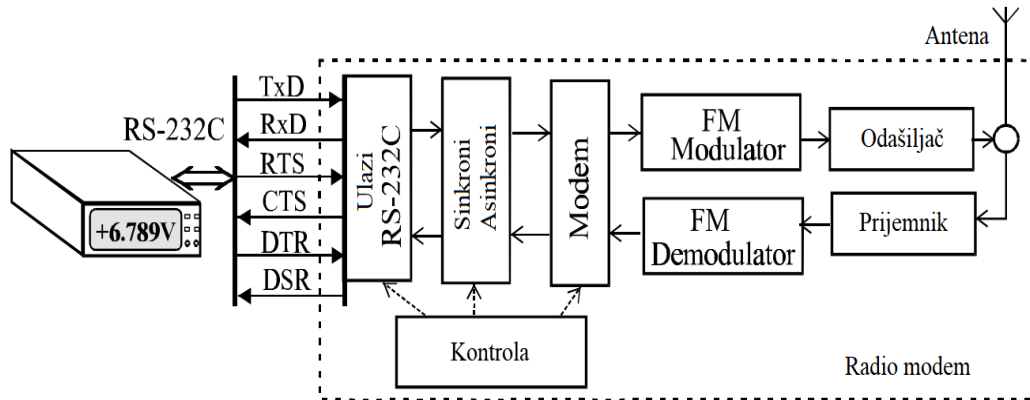 Antena
RS-232C
TxD
RxD
RTS
CTS
DTR
DSR
+6.789V
Ulazi
RS-232C
Sinkroni
Asinkroni
Modem
FM
Modulator
Odašiljač
FM
Demodulator
Prijemnik
Kontrola
Radio modem